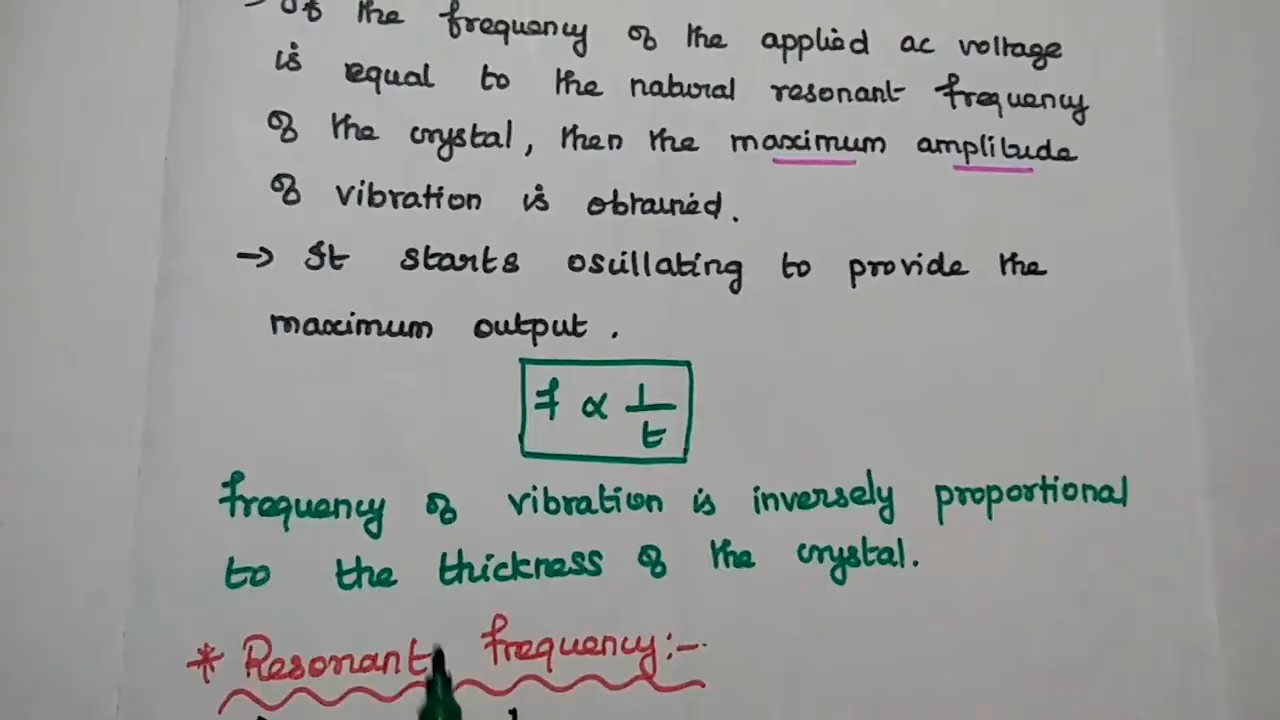 → If the frequency of the applied ac voltage
is equal to the natural resonant frequency
of the crystal, then the maximum amplitude
of vibration is obtained.
→ It starts oscillating to provide the
maximum output.
f ∝ 1/t
frequency of vibration is inversely proportional
to the thickness of the crystal.
* Resonant frequency:-